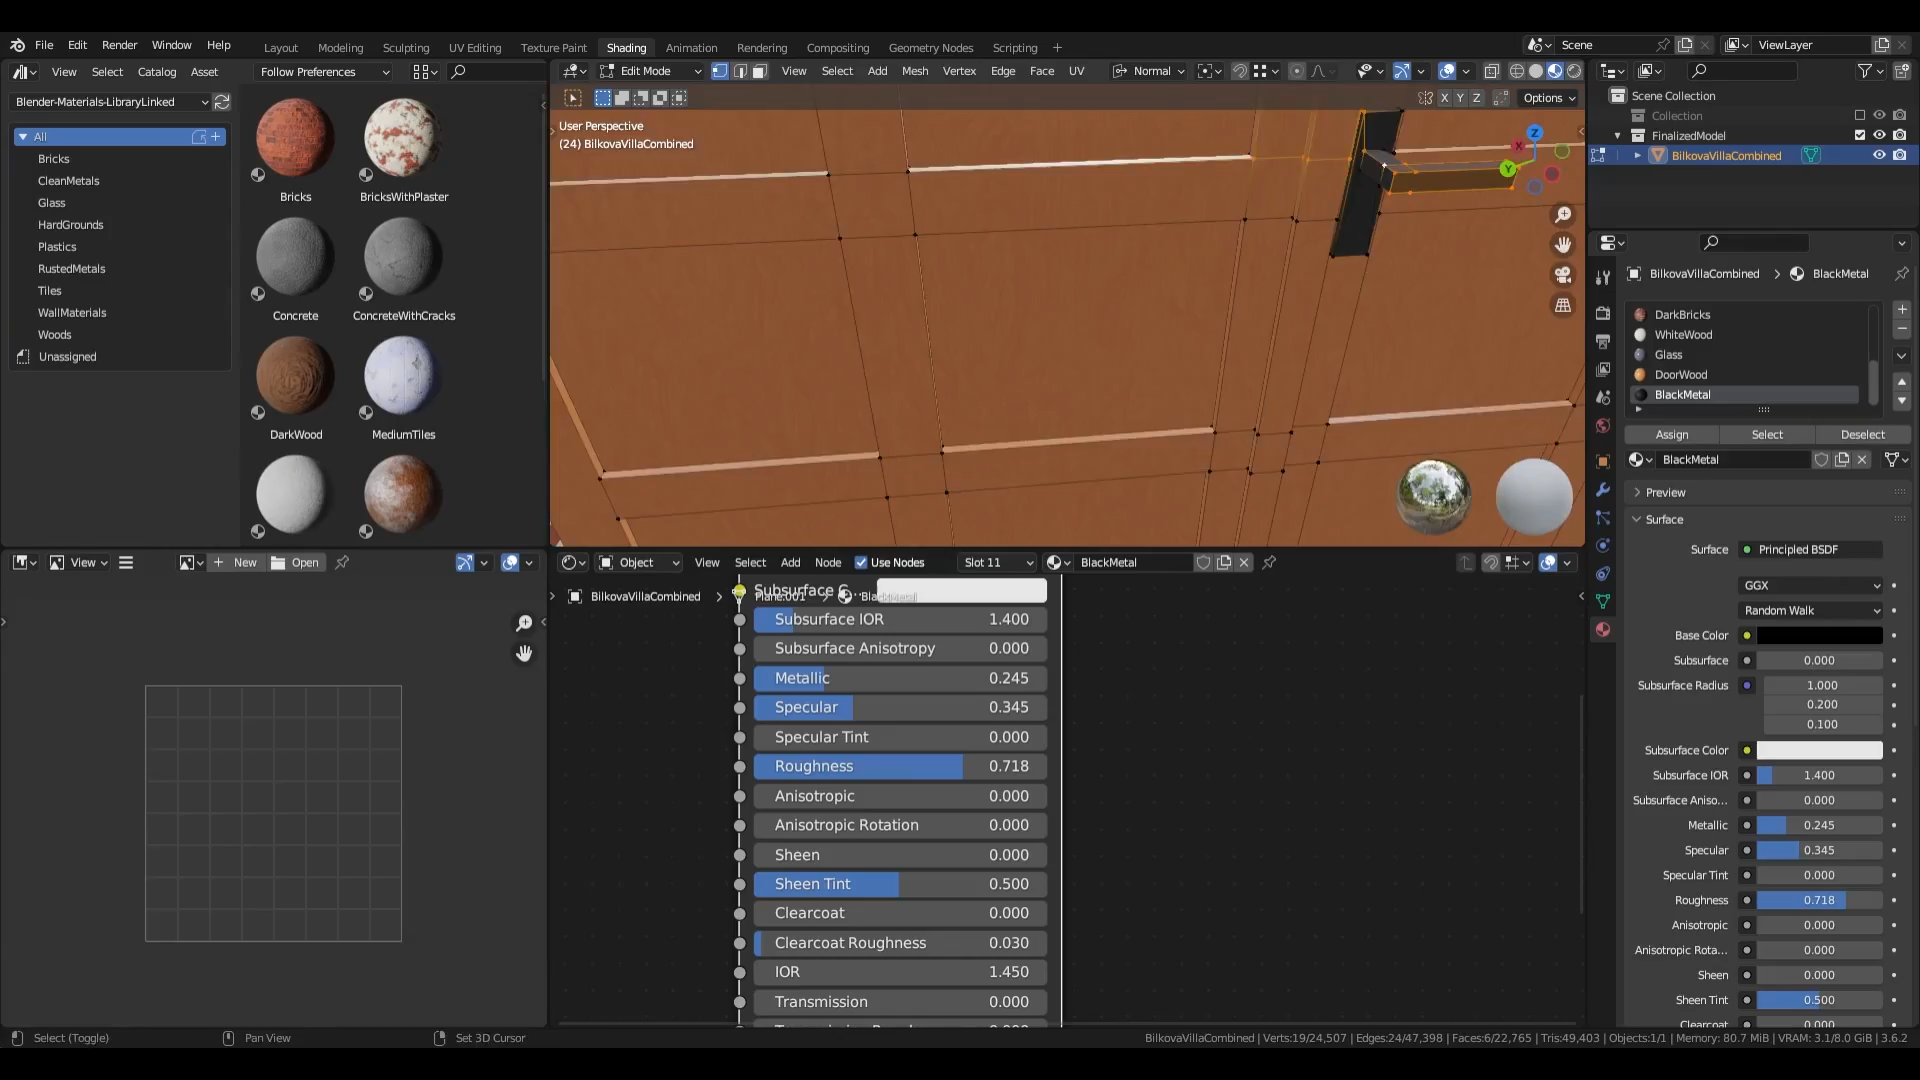 File Edit Render Window Help
Layout Modeling Sculpting UV Editing Texture Paint Shading Animation Rendering Compositing Geometry Nodes Scripting +
Scene
ViewLayer
View Select Catalog Asset
Follow Preferences
Edit Mode
View Select Add Mesh Vertex Edge Face UV
Normal
X Y Z
Options
Blender-Materials-LibraryLinked
All
Bricks
CleanMetals
Glass
HardGrounds
Plastics
RustedMetals
Tiles
WallMaterials
Woods
Unassigned
Bricks
BricksWithPlaster
Concrete
ConcreteWithCracks
DarkWood
MediumTiles
User Perspective
(24) BilkovaVillaCombined
Z
X
Y
Scene Collection
Collection
FinalizedModel
BilkovaVillaCombined
BilkovaVillaCombined > BlackMetal
DarkBricks
WhiteWood
Glass
DoorWood
BlackMetal
Assign Select Deselect
BlackMetal
Preview
Surface
Surface Principled BSDF
GGX
Random Walk
Base Color
Subsurface 0.000
Subsurface Radius 1.000
0.200
0.100
Subsurface Color
Subsurface IOR 1.400
Subsurface Aniso... 0.000
Metallic 0.245
Specular 0.345
Specular Tint 0.000
Roughness 0.718
Anisotropic 0.000
Anisotropic Rota... 0.000
Sheen 0.000
Sheen Tint 0.500
Clearcoat 0.000
View
New
Open
Object
View Select Add Node
Use Nodes
Slot 11
BlackMetal
BilkovaVillaCombined > Plane.001 > BlackMetal
Subsurface C...
Subsurface IOR 1.400
Subsurface Anisotropy 0.000
Metallic 0.245
Specular 0.345
Specular Tint 0.000
Roughness 0.718
Anisotropic 0.000
Anisotropic Rotation 0.000
Sheen 0.000
Sheen Tint 0.500
Clearcoat 0.000
Clearcoat Roughness 0.030
IOR 1.450
Transmission 0.000
Select (Toggle)
Pan View
Set 3D Cursor
BilkovaVillaCombined | Verts:19/24,507 | Edges:24/47,398 | Faces:6/22,765 | Tris:49,403 | Objects:1/1 | Memory: 80.7 MiB | VRAM: 3.1/8.0 GiB | 3.6.2